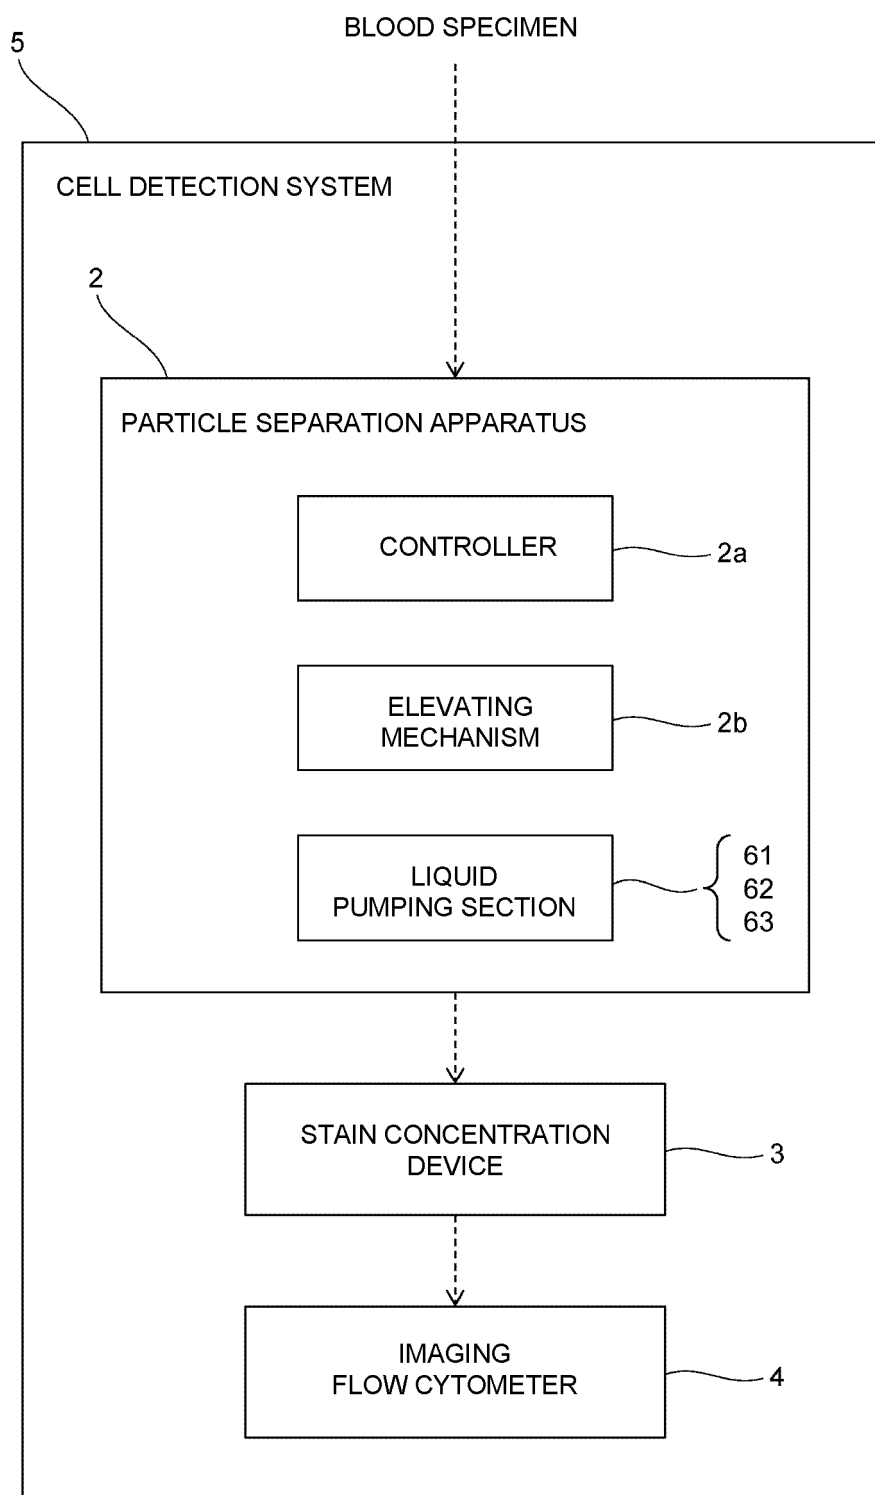 BLOOD SPECIMEN
5
CELL DETECTION SYSTEM
2
PARTICLE SEPARATION APPARATUS
CONTROLLER
2a
ELEVATING
MECHANISM
2b
LIQUID
PUMPING SECTION
61
62
63
STAIN CONCENTRATION
DEVICE
3
IMAGING
FLOW CYTOMETER
4